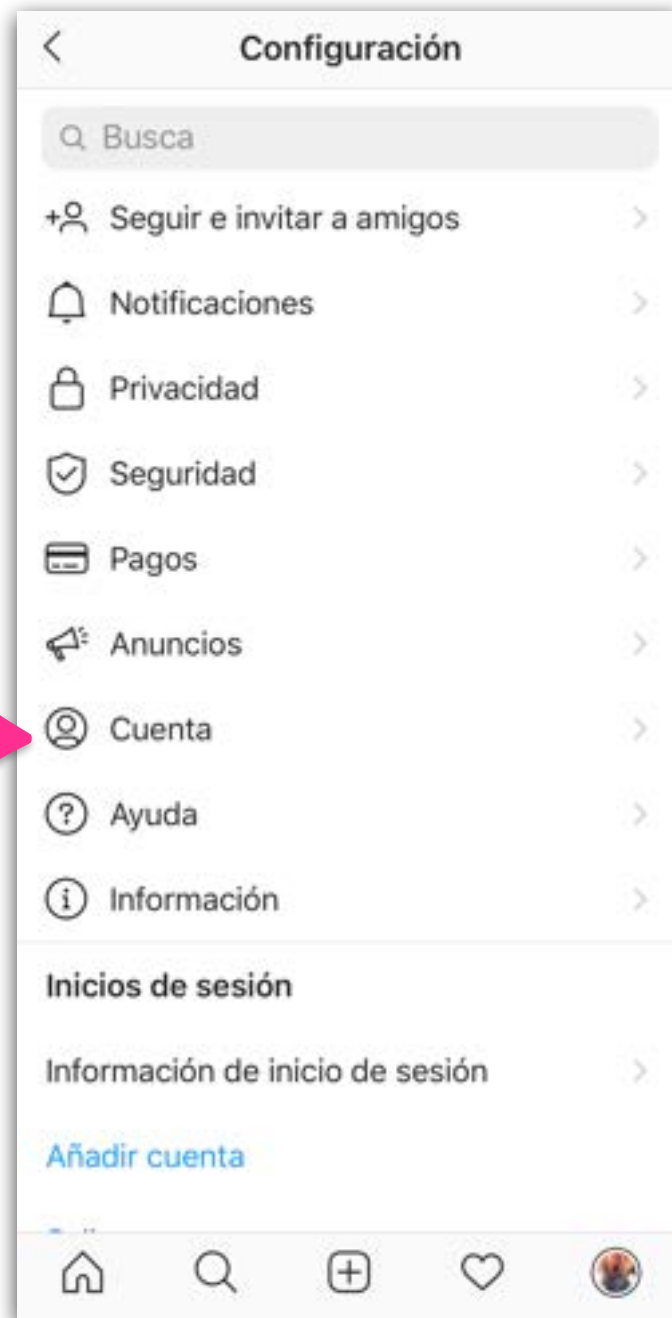 Configuración
Busca
Seguir e invitar a amigos
Notificaciones
Privacidad
Seguridad
Pagos
Anuncios
Cuenta
Ayuda
Información
Inicios de sesión
Información de inicio de sesión
Añadir cuenta